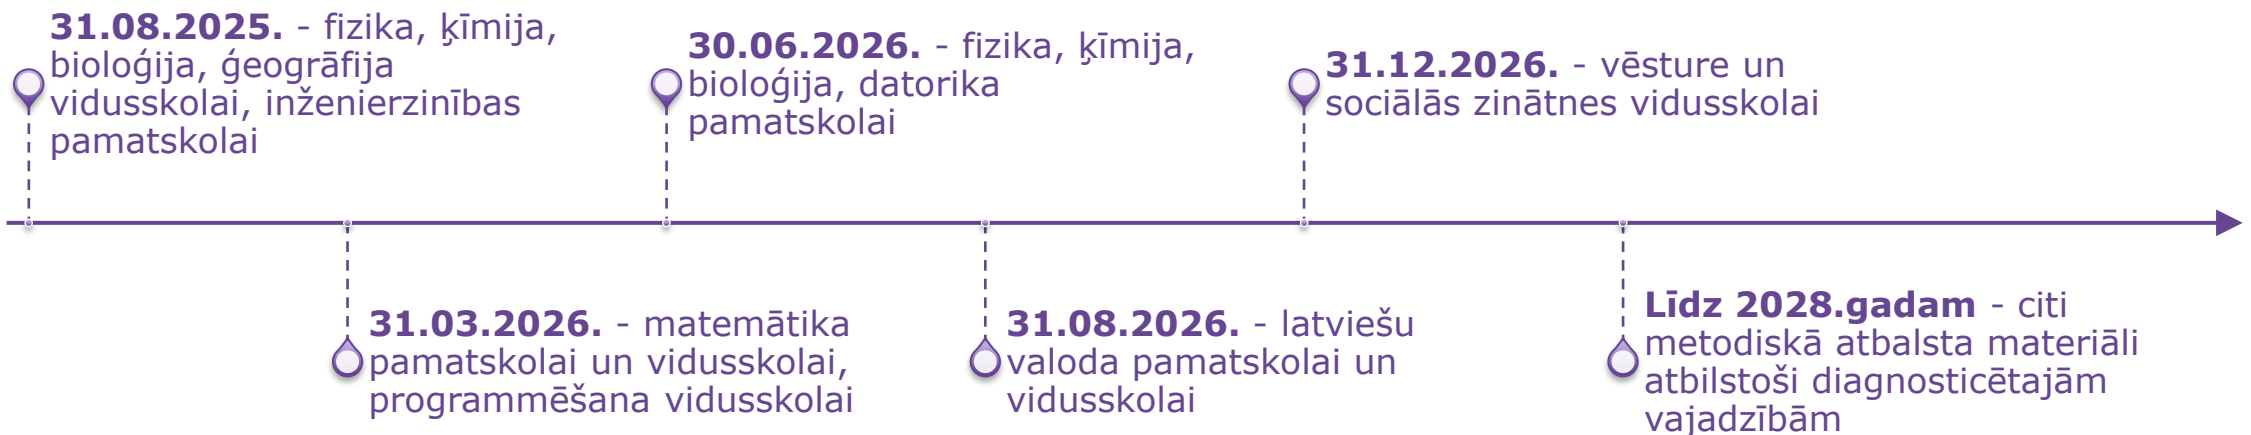 31.08.2025. - fizika, ķīmija,
bioloģija, ģeogrāfija
vidusskolai, inženierzinības
pamatskolai
31.03.2026. - matemātika
pamatskolai un vidusskolai,
programmēšana vidusskolai
30.06.2026. - fizika, ķīmija,
bioloģija, datorika
pamatskolai
31.08.2026. - latviešu
valoda pamatskolai un
vidusskolai
31.12.2026. - vēsture un
sociālās zinātnes vidusskolai
Līdz 2028.gadam - citi
metodiskā atbalsta materiāli
atbilstoši diagnosticētajām
vajadzībām